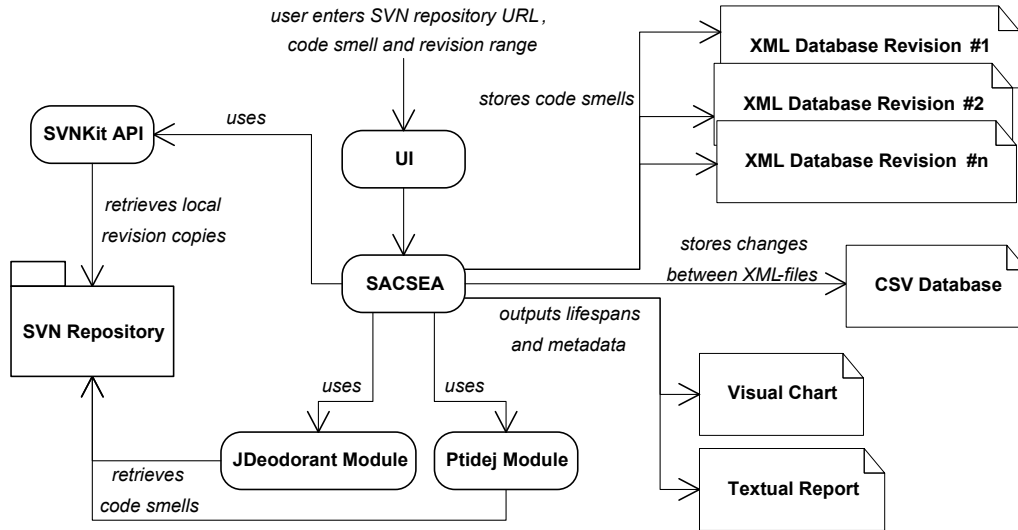 user enters SVN repository URL,
code smell and revision range
XML Database Revision #1
stores code smells
XML Database Revision #2
SVNKit API
uses
UI
XML Database Revision #n
retrieves local
revision copies
stores changes
between XML-files
SACSEA
CSV Database
SVN Repository
outputs lifespans
and metadata
uses
uses
Visual Chart
JDeodorant Module
Ptidej Module
retrieves
code smells
Textual Report